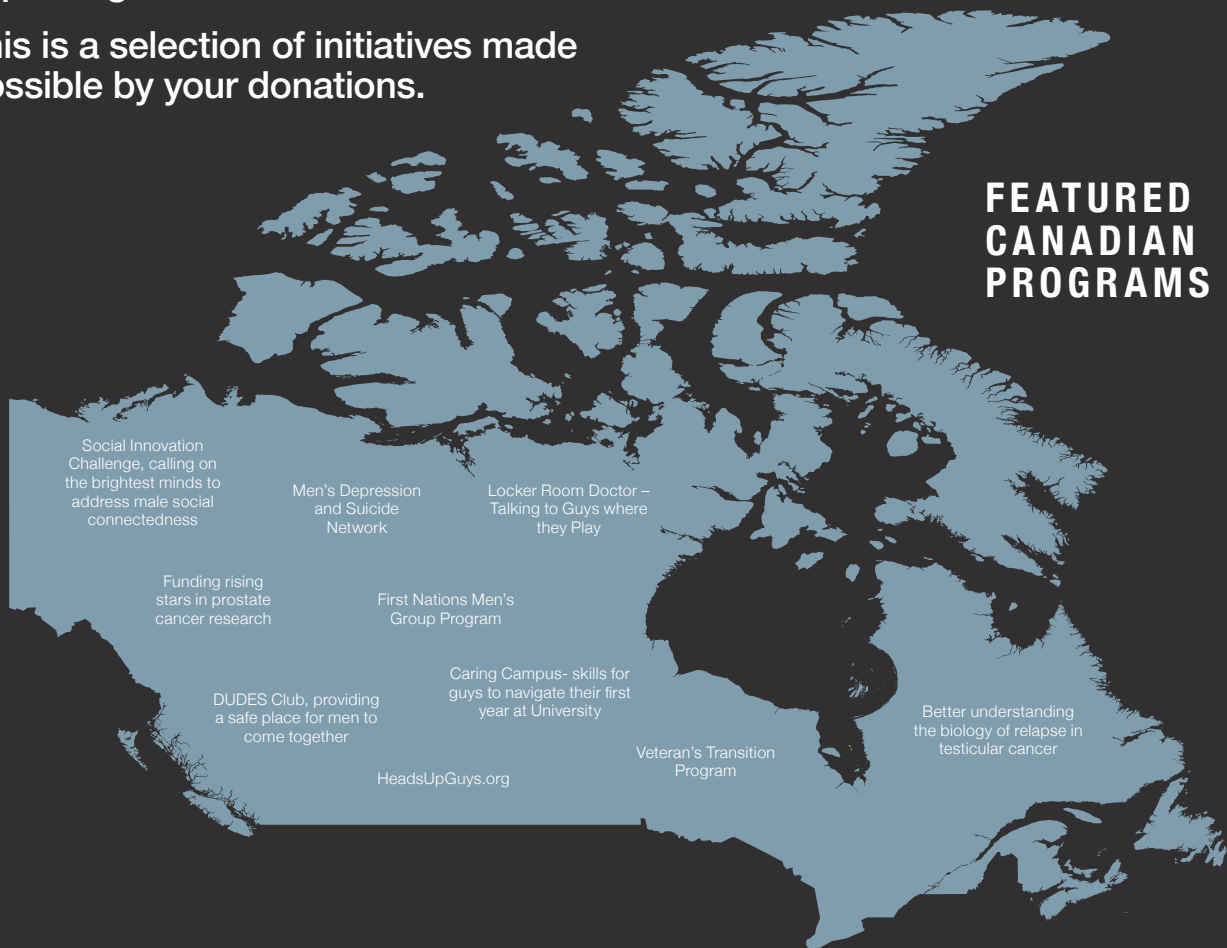 his is a selection of initiatives made
ossible by your donations.
FEATURED
CANADIAN
PROGRAMS
Social Innovation
Challenge, calling on
the brightest minds to
address male social
connectedness
Men's Depression
and Suicide
Network
Locker Room Doctor –
Talking to Guys where
they Play
Funding rising
stars in prostate
cancer research
First Nations Men's
Group Program
Caring Campus- skills for
guys to navigate their first
year at University
DUDES Club, providing
a safe place for men to
come together
Better understanding
the biology of relapse in
testicular cancer
Veteran's Transition
Program
HeadsUpGuys.org